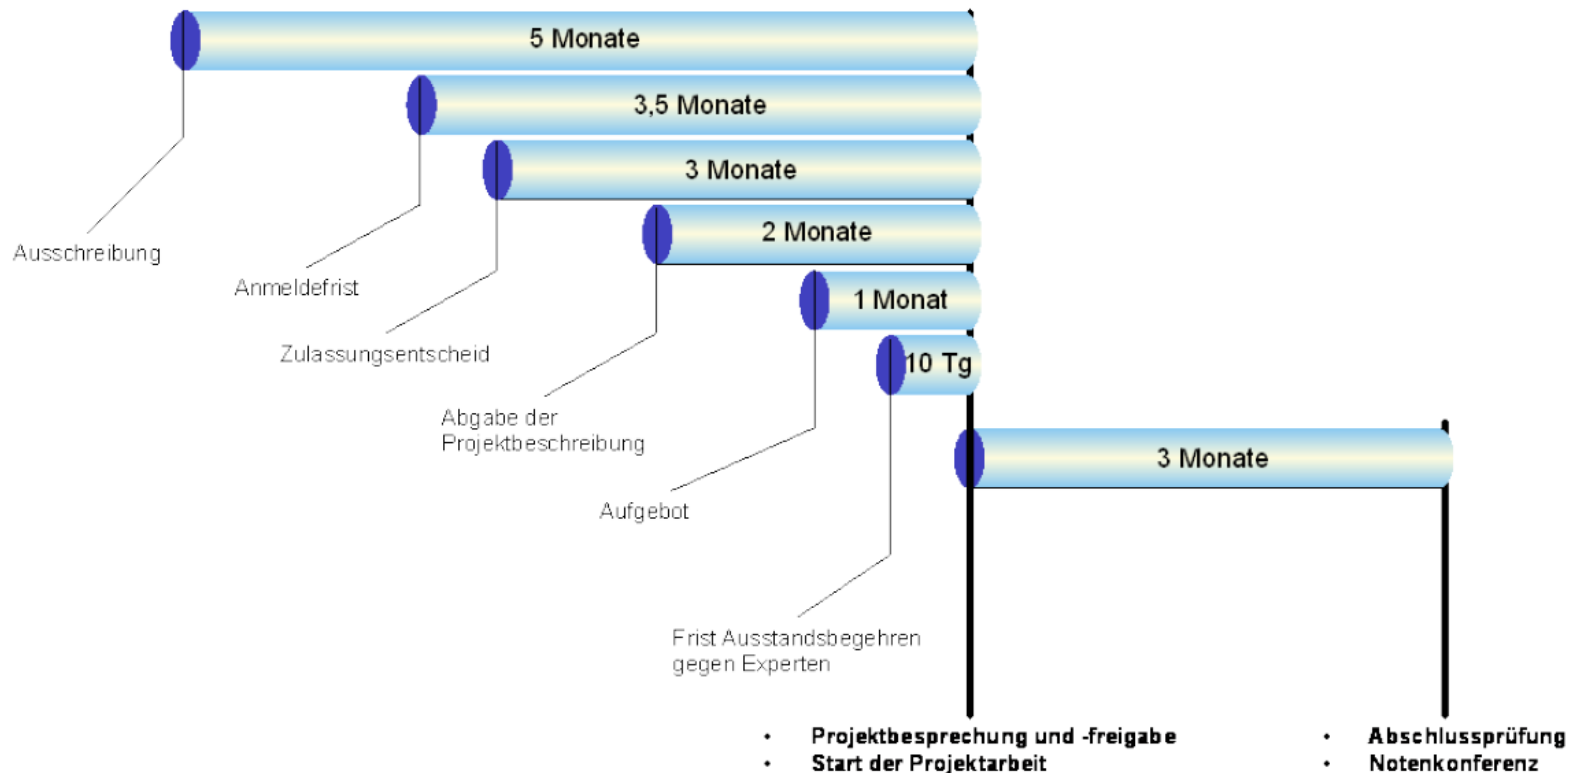 5 Monate
3,5 Monate
3 Monate
2 Monate
1 Monat
10 Tg
3 Monate
Ausschreibung
Anmeldefrist
Zulassungsentscheid
Abgabe der
Projektbeschreibung
Aufgebot
Frist Ausstandsbegehren
gegen Experten
• Projektbesprechung und -freigabe
• Start der Projektarbeit
• Abschlussprüfung
• Notenkonferenz